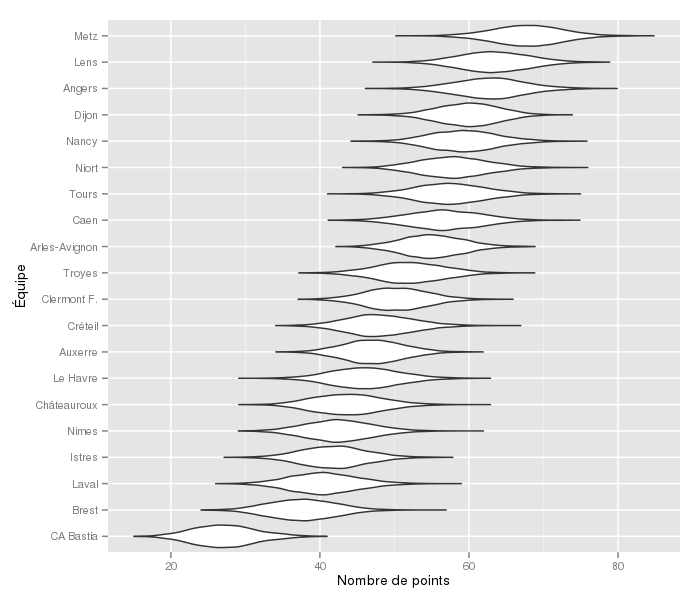 Metz
Lens
Angers
Dijon
Nancy
Niort
Tours
Caen
Arles-Avignon
Troyes
Clermont F.
Créteil
Auxerre
Le Havre
Châteauroux
Nimes
Istres
Laval
Brest
CA Bastia
Équipe
20 40 60 80
Nombre de points